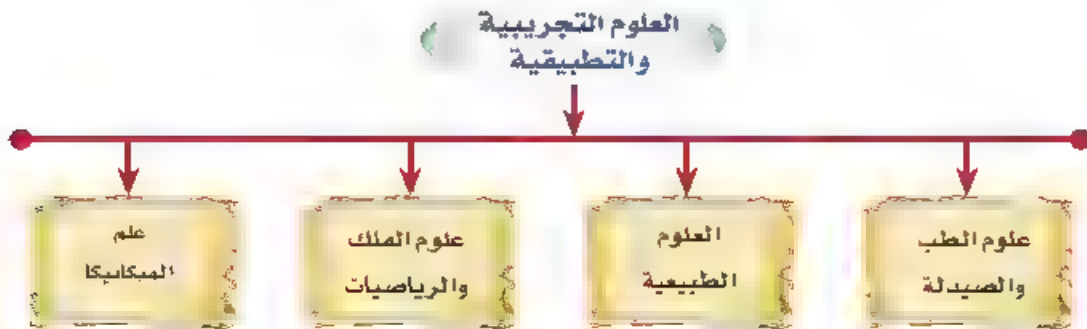 العلوم التجريبية
والتطبيقية
علوم الطب
والصيدلة
العلوم
الطبيعية
علوم الفلك
والرياضيات
علم
الميكانيكا